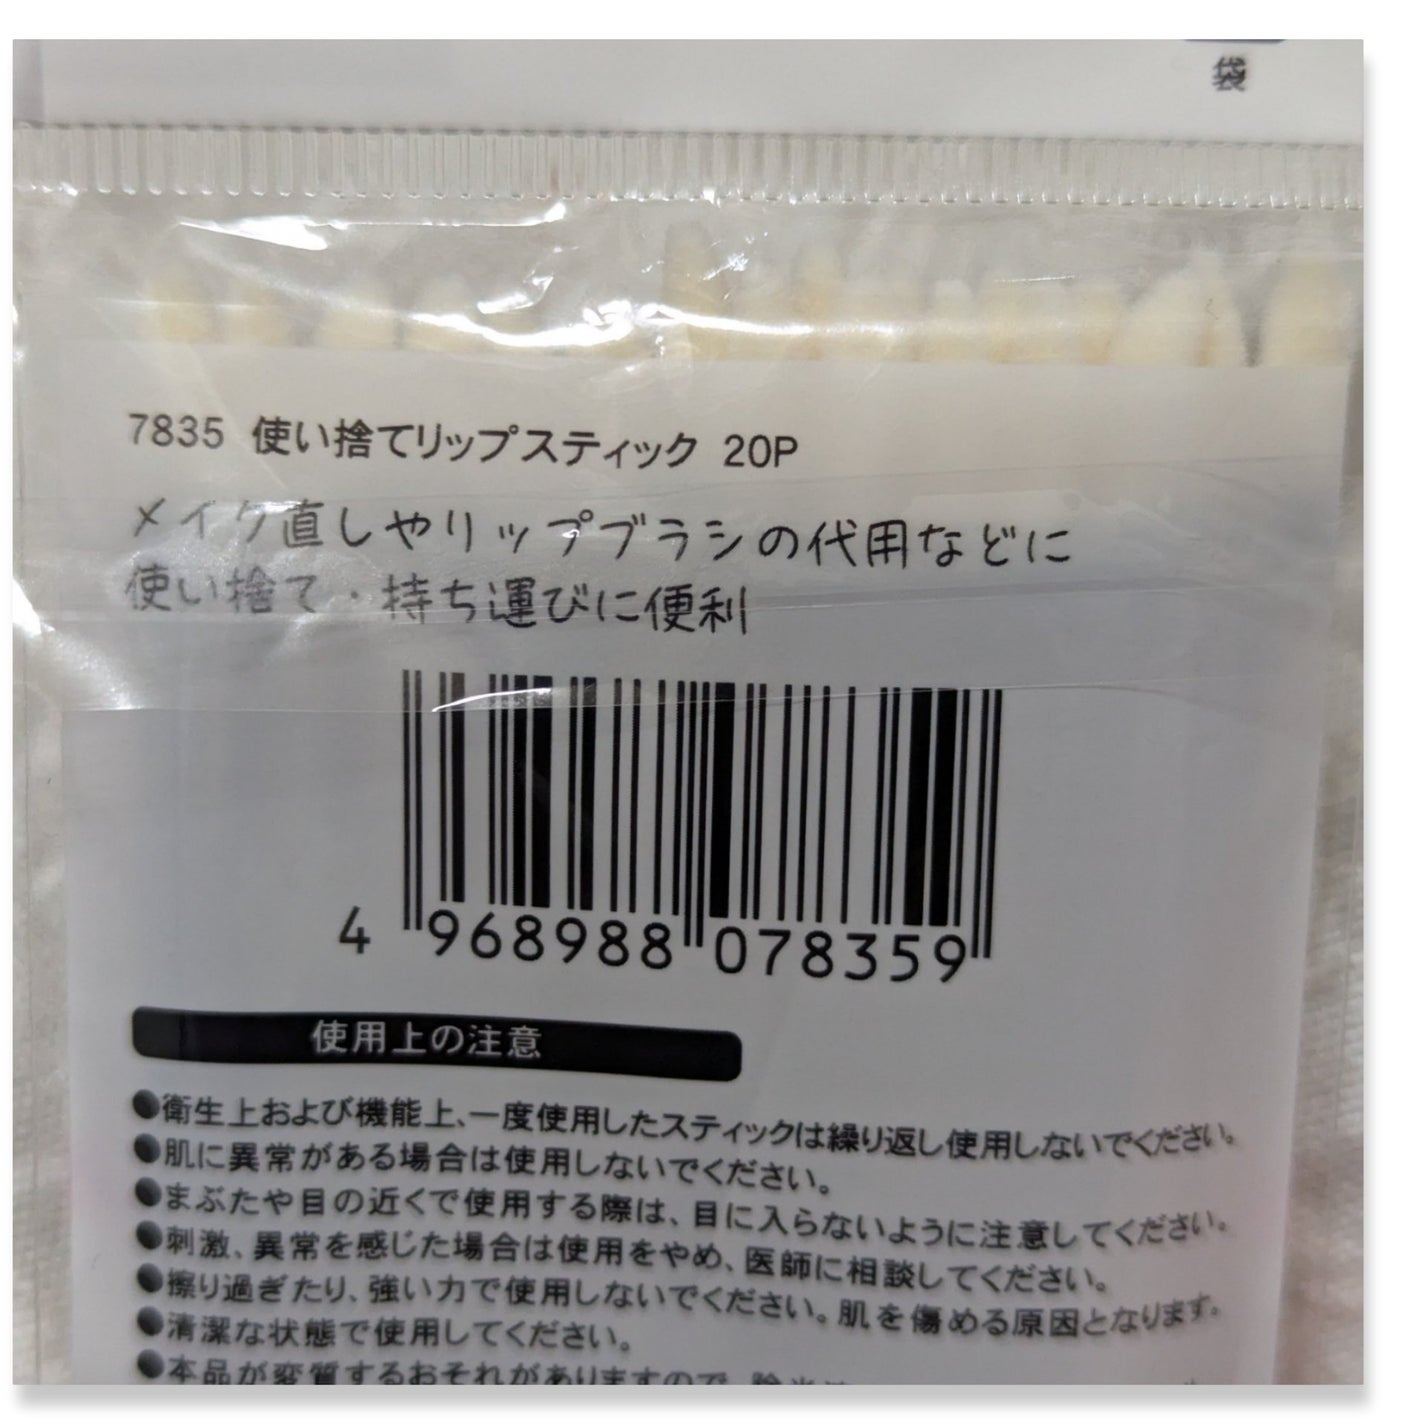 袋
7835 使い捨てリップスティック 20P
メイク直しやリップブラシの代用などに
使い捨て・持ち運びに便利
4 968988 078359
使用上の注意
●衛生上および機能上、一度使用したスティックは繰り返し使用しないでください。
●肌に異常がある場合は使用しないでください。
●まぶたや目の近くで使用する際は、目に入らないように注意してください。
●刺激、異常を感じた場合は使用をやめ、医師に相談してください。
●擦り過ぎたり、強い力で使用しないでください。肌を傷める原因となります。
●清潔な状態で使用してください。
●本品が変質するおそれがありますので、